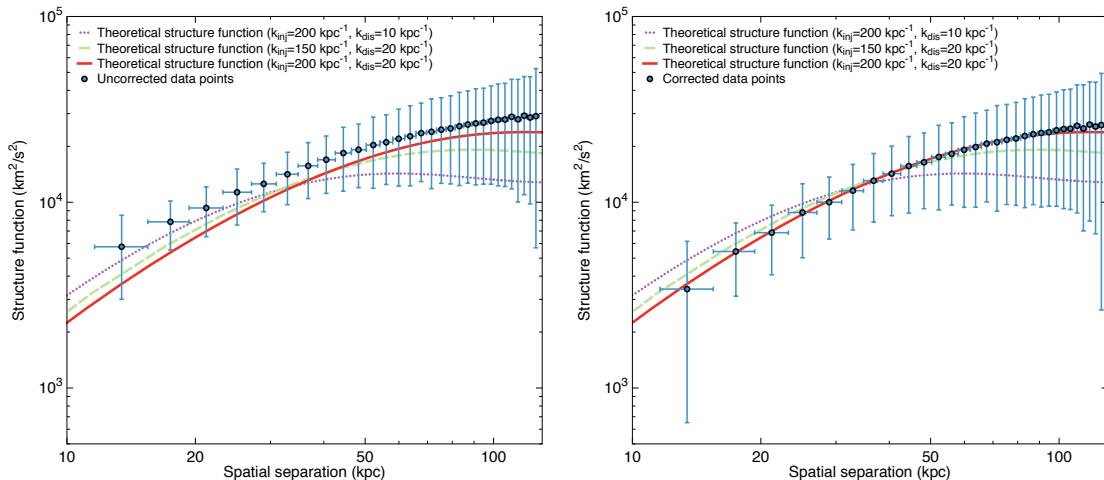 Theoretical structure function (kinj=200 kpc-1, kdis=10 kpc-1)
Theoretical structure function (kinj=150 kpc-1, kdis=20 kpc-1)
Theoretical structure function (kinj=200 kpc-1, kdis=20 kpc-1)
Uncorrected data points
Structure function (km2/s2)
105
104
103
10
20
50
100
Spatial separation (kpc)
Theoretical structure function (kinj=200 kpc-1, kdis=10 kpc-1)
Theoretical structure function (kinj=150 kpc-1, kdis=20 kpc-1)
Theoretical structure function (kinj=200 kpc-1, kdis=20 kpc-1)
Corrected data points
Structure function (km2/s2)
105
104
103
10
20
50
100
Spatial separation (kpc)